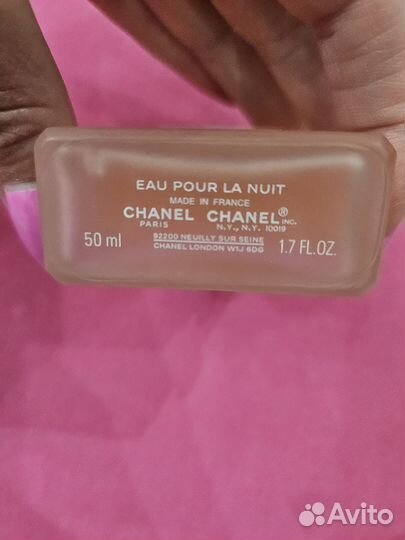 EAU POUR LA NUIT
MADE IN FRANCE
CHANEL CHANEL® INC.
PARIS N.Y., N.Y. 10019
50 ml
92200 NEUILLY SUR SEINE
CHANEL LONDON W1J 6DG
1.7 FL.OZ.
Avito